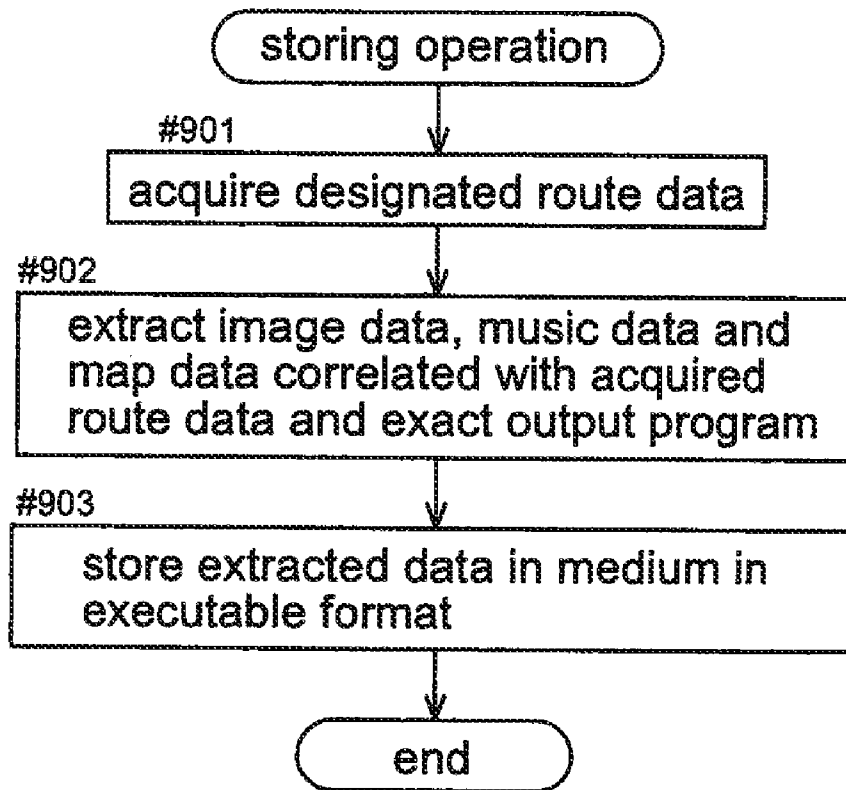 storing operation
#901
acquire designated route data
#902
extract image data, music data and
map data correlated with acquired
route data and exact output program
#903
store extracted data in medium in
executable format
end